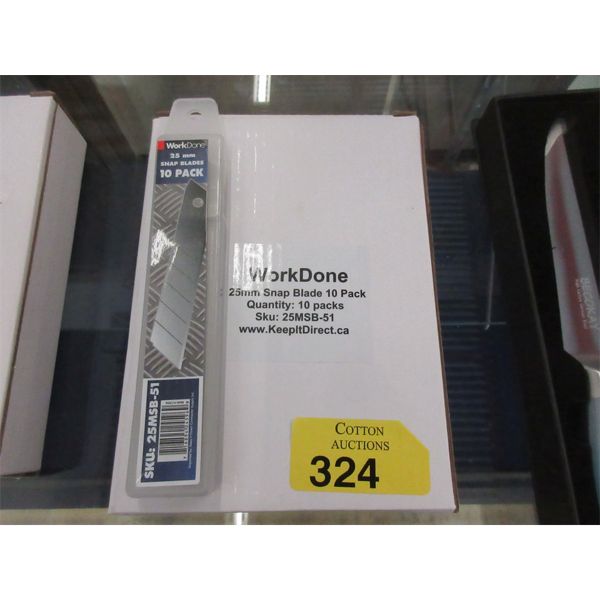 WorkDone
25 mm
SNAP BLADES
10 PACK
SKU: 25MSB-51
WorkDone
25mm Snap Blade 10 Pack
Quantity: 10 packs
Sku: 25MSB-51
www.KeepItDirect.ca
COTTON
AUCTIONS
324